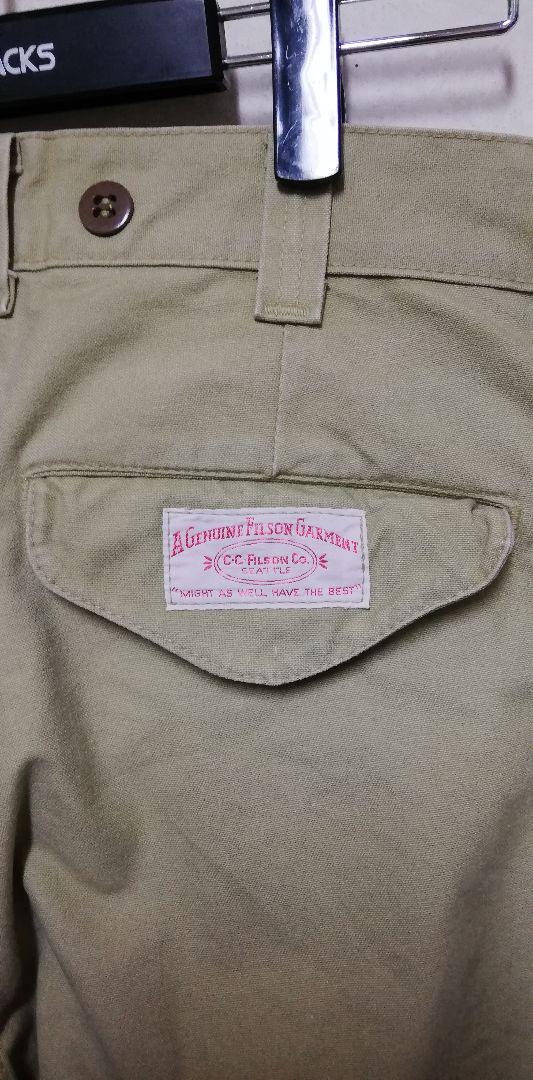 ACKS
A GENUINE FILSON GARMENT
C·C·FILSON CO.
SEATTLE
"MIGHT AS WELL HAVE THE BEST"